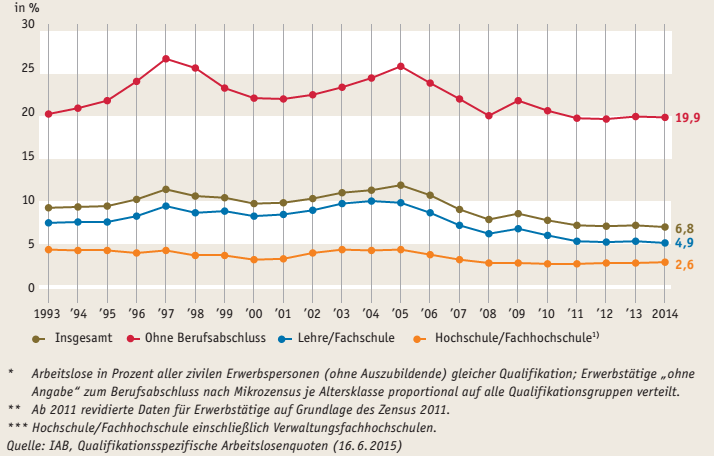 in %
30
25
20
15
10
5
0
19,9
6,8
4,9
2,6
1993 ’94 ’95 ’96 ’97 ’98 ’99 ’00 ’01 ’02 ’03 ’04 ’05 ’06 ’07 ’08 ’09 ’10 ’11 ’12 ’13 2014
Insgesamt Ohne Berufsabschluss Lehre/Fachschule Hochschule/Fachhochschule¹⁾
* Arbeitslose in Prozent aller zivilen Erwerbspersonen (ohne Auszubildende) gleicher Qualifikation; Erwerbstätige „ohne
Angabe“ zum Berufsabschluss nach Mikrozensus je Altersklasse proportional auf alle Qualifikationsgruppen verteilt.
** Ab 2011 revidierte Daten für Erwerbstätige auf Grundlage des Zensus 2011.
*** Hochschule/Fachhochschule einschließlich Verwaltungsfachhochschulen.
Quelle: IAB, Qualifikationsspezifische Arbeitslosenquoten (16.6.2015)